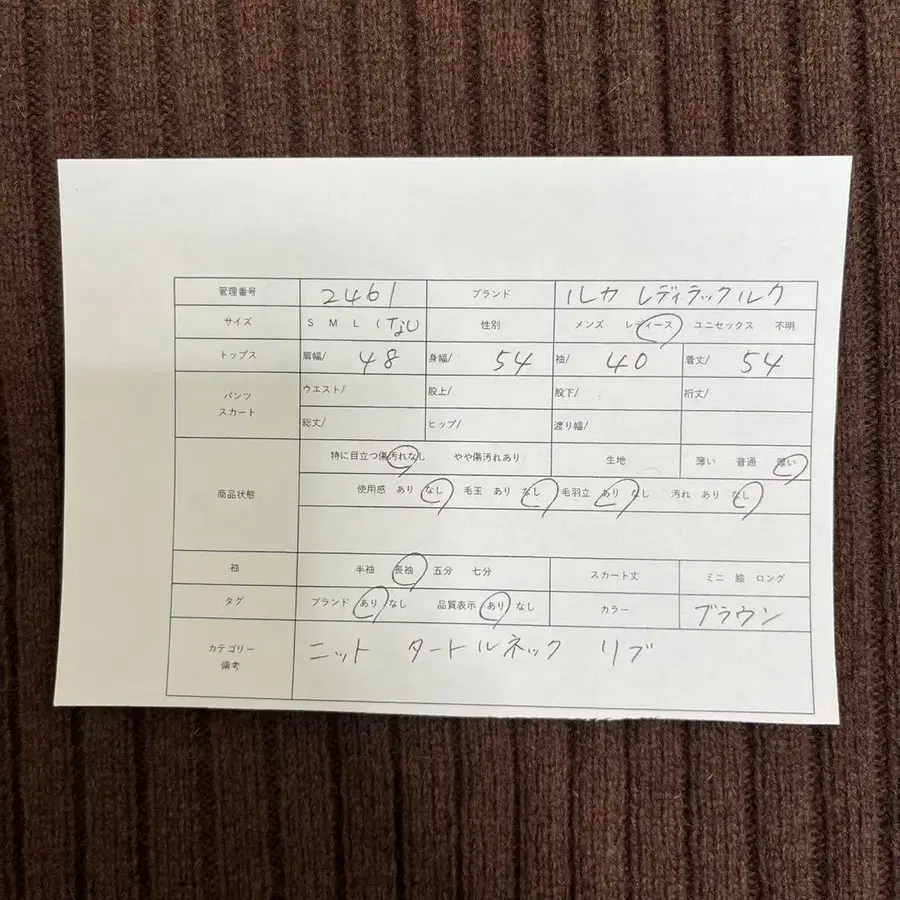 管理番号 2461 ブランド ルカ レディラックルク
サイズ S M L ( なし 性別 メンズ レディース ユニセックス 不明
トップス 肩幅/ 48 身幅/ 54 袖/ 40 着丈/ 54
パンツ スカート ウエスト/ 股上/ 股下/ 裄丈/
総丈/ ヒップ/ 渡り幅/
商品状態 特に目立つ傷汚れなし やや傷汚れあり 生地 薄い 普通 厚い
使用感 あり なし 毛玉 あり なし 毛羽立 あり なし 汚れ あり なし
袖 半袖 長袖 五分 七分 スカート丈 ミニ 膝 ロング
タグ ブランド あり なし 品質表示 あり なし カラー ブラウン
カテゴリー 備考 ニット タートルネック リブ